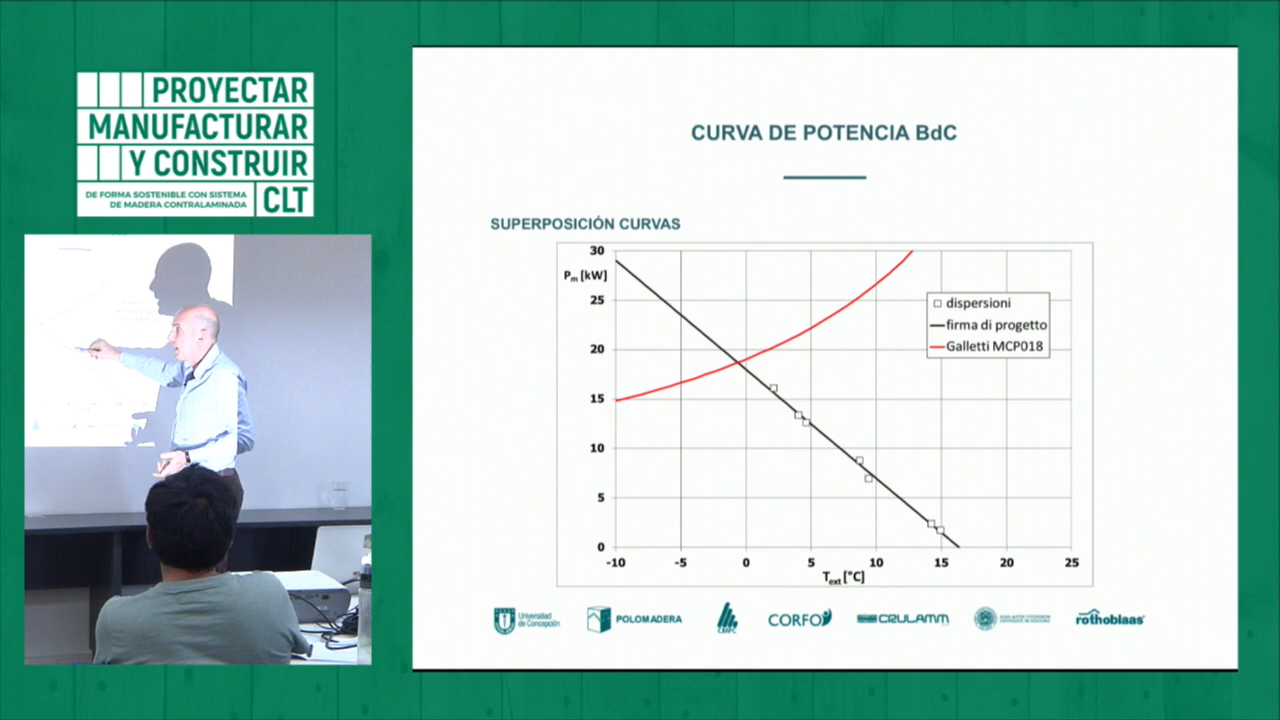 PROYECTAR
MANUFACTURAR
Y CONSTRUIR
DE FORMA SOSTENIBLE CON SISTEMA
DE MADERA CONTRALAMINADA
CLT
CURVA DE POTENCIA BdC
SUPERPOSICIÓN CURVAS
30
Pm [kW]
25
20
15
10
5
0
dispersioni
firma di progetto
Galletti MCP018
-10 -5 0 5 10 15 20 25
Text [°C]
Universidad
de Concepción
POLOMADERA
CMPC
CORFO
CRULAMM
rothoblaas